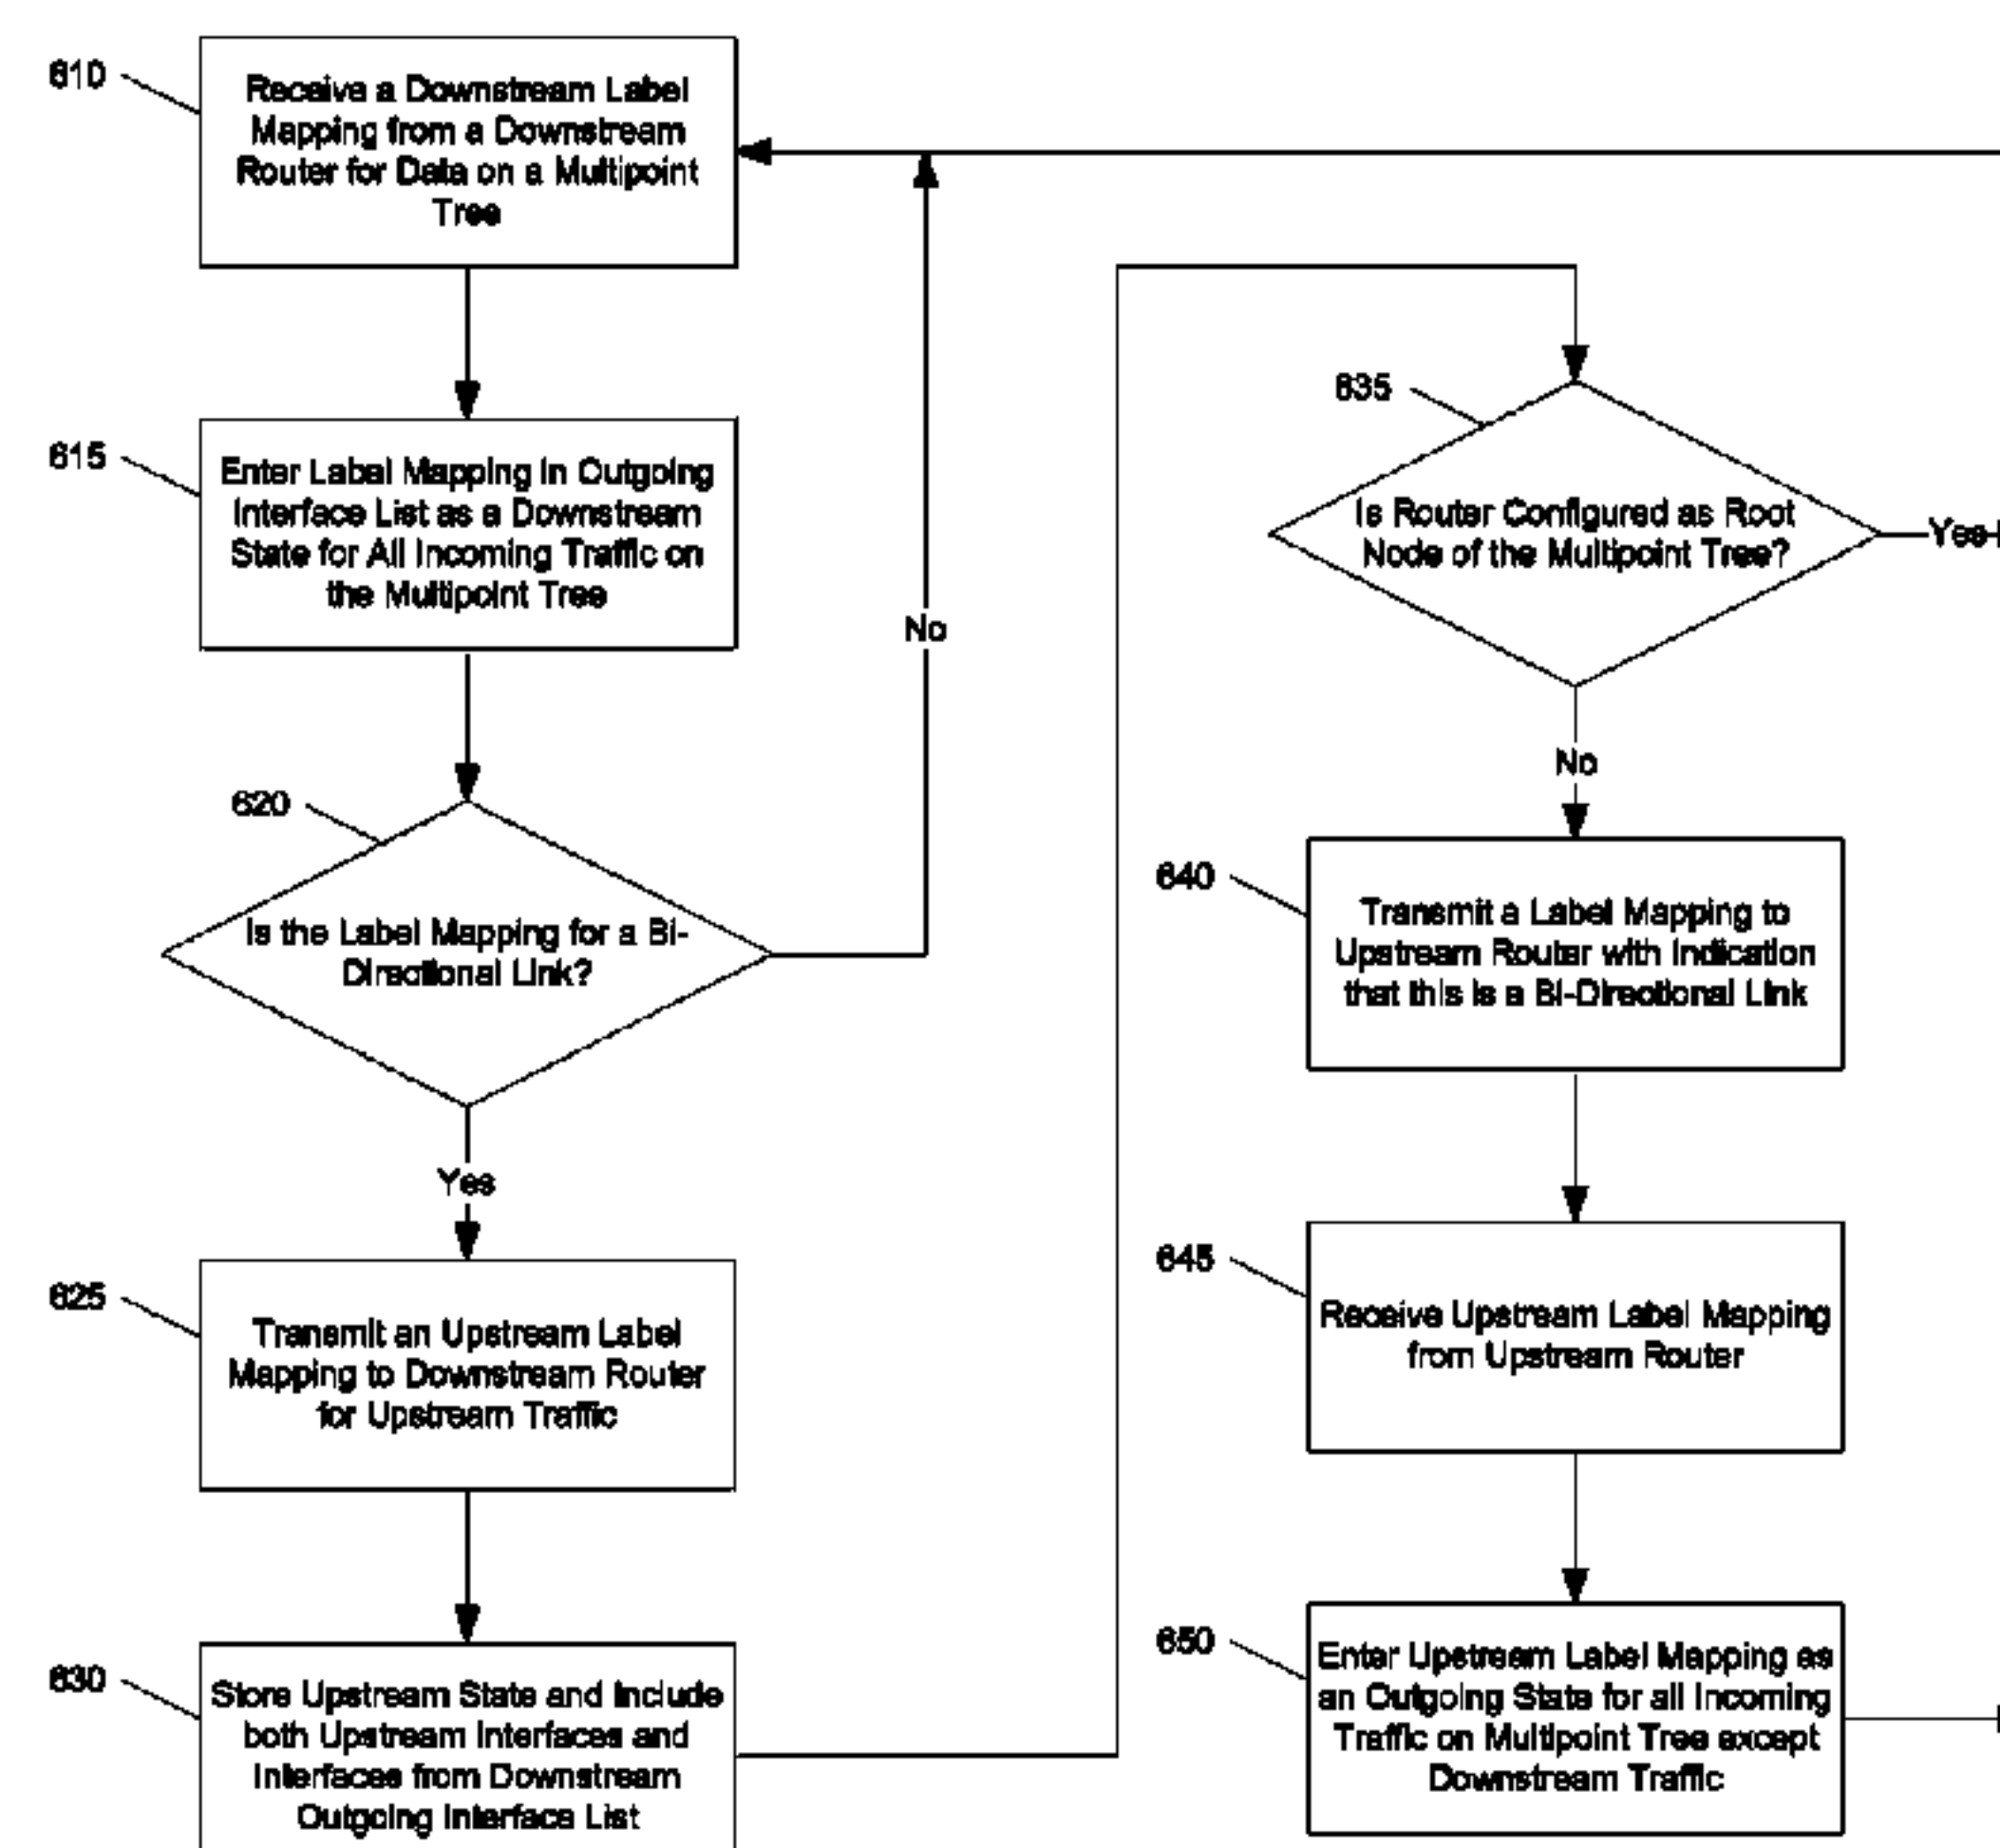 610
Receive a Downstream Label
Mapping from a Downstream
Router for Data on a Multipoint
Tree
615
Enter Label Mapping in Outgoing
Interface List as a Downstream
State for All Incoming Traffic on
the Multipoint Tree
No
620
Is the Label Mapping for a Bi-
Directional Link?
Yes
625
Transmit an Upstream Label
Mapping to Downstream Router
for Upstream Traffic
630
Store Upstream State and Include
both Upstream Interfaces and
Interfaces from Downstream
Outgoing Interface List
635
Is Router Configured as Root
Node of the Multipoint Tree?
Yes
No
640
Transmit a Label Mapping to
Upstream Router with Indication
that this is a Bi-Directional Link
645
Receive Upstream Label Mapping
from Upstream Router
650
Enter Upstream Label Mapping as
an Outgoing State for all Incoming
Traffic on Multipoint Tree except
Downstream Traffic